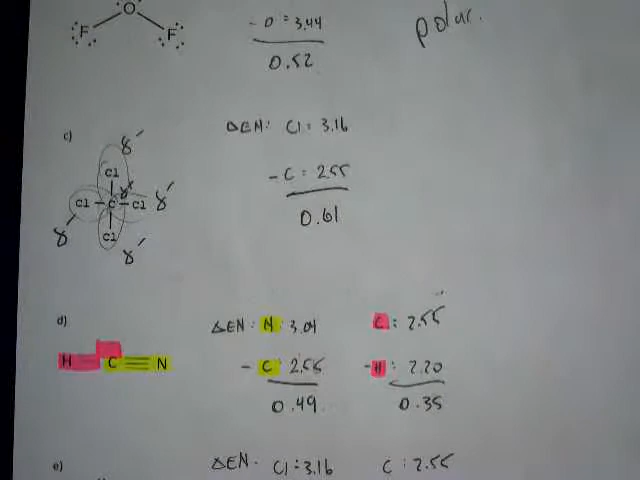 O
F F
- O = 3.44
0.52
polar.
c)
ΔEN: Cl = 3.16
- C = 2.55
0.61
δ-
Cl
δ+
Cl C Cl
δ-
δ-
Cl
δ-
d)
ΔEN: N: 3.04 C: 2.55
H C N
- C: 2.55 - H: 2.20
0.49 0.35
e)
ΔEN. Cl: 3.16 C: 2.55